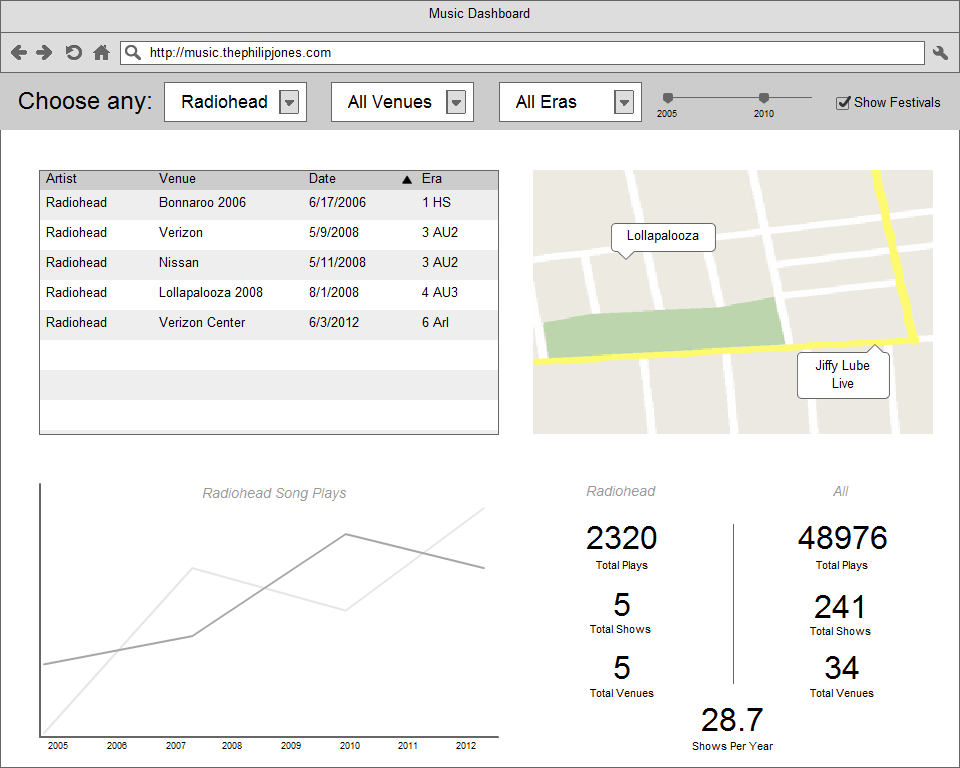 Music Dashboard
http://music.thephilipjones.com
Choose any: Radiohead All Venues All Eras 2005 2010 Show Festivals
Artist Venue Date Era
Radiohead Bonnaroo 2006 6/17/2006 1 HS
Radiohead Verizon 5/9/2008 3 AU2
Radiohead Nissan 5/11/2008 3 AU2
Radiohead Lollapalooza 2008 8/1/2008 4 AU3
Radiohead Verizon Center 6/3/2012 6 Arl
Lollapalooza
Jiffy Lube
Live
Radiohead Song Plays
2005 2006 2007 2008 2009 2010 2011 2012
Radiohead All
2320 48976
Total Plays Total Plays
5 241
Total Shows Total Shows
5 34
Total Venues Total Venues
28.7
Shows Per Year